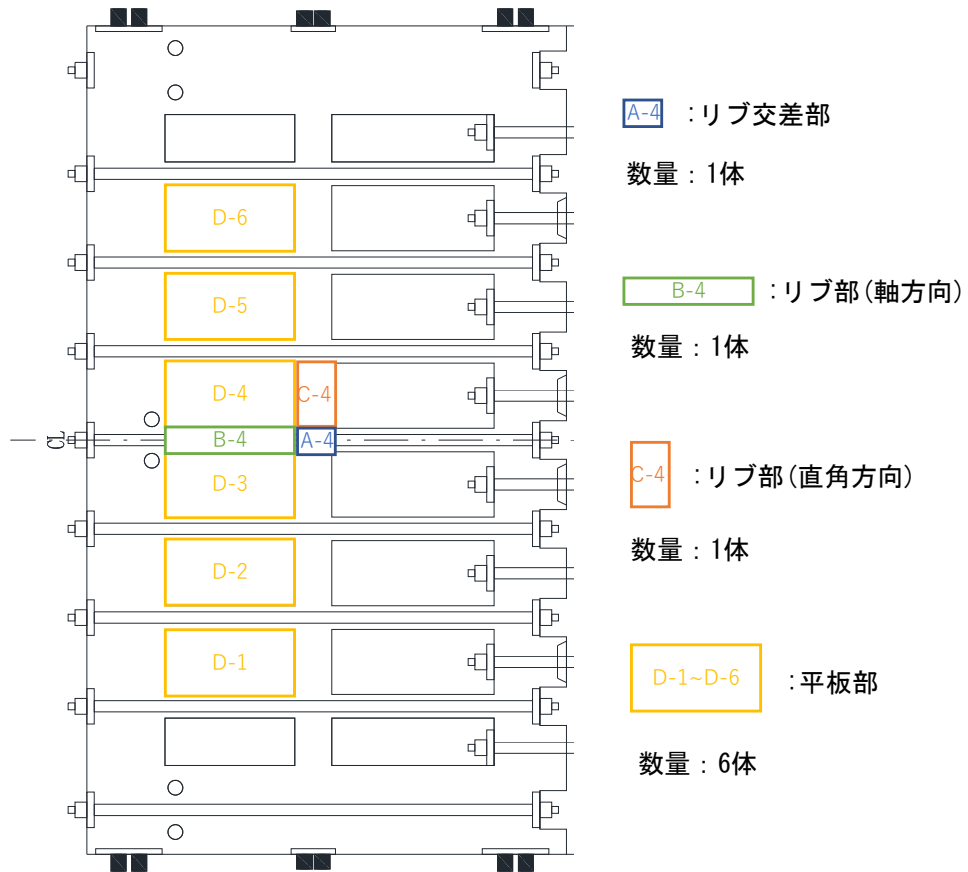 D-6
D-5
D-4
C-4
CL
B-4
A-4
D-3
D-2
D-1
A-4 :リブ交差部
数量:1体
B-4 :リブ部(軸方向)
数量:1体
C-4 :リブ部(直角方向)
数量:1体
D-1~D-6 :平板部
数量:6体